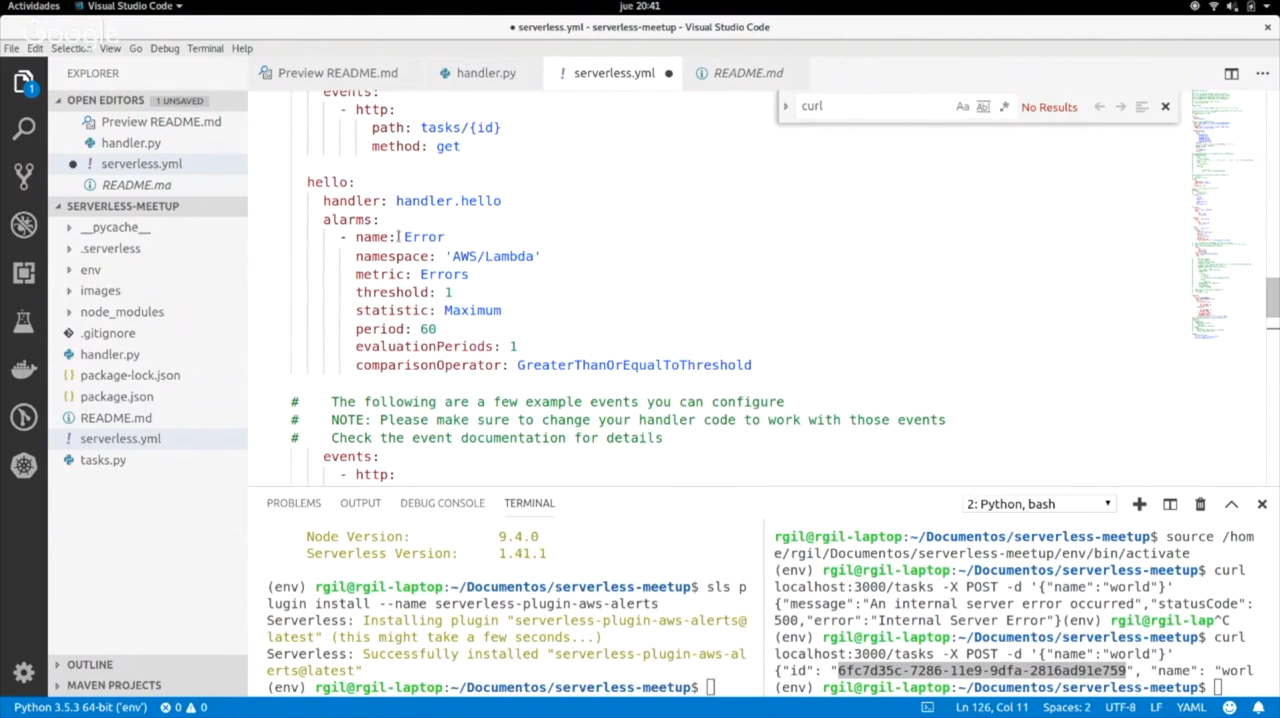 Actividades Visual Studio Code jue 20:41
● serverless.yml - serverless-meetup - Visual Studio Code
Google
File Edit Selection View Go Debug Terminal Help
EXPLORER
Preview README.md handler.py ! serverless.yml ● README.md
OPEN EDITORS 1 UNSAVED
Preview README.md
handler.py
● ! serverless.yml
README.md
SERVERLESS-MEETUP
__pycache__
.serverless
env
images
node_modules
.gitignore
handler.py
{} package-lock.json
{} package.json
README.md
! serverless.yml
tasks.py
OUTLINE
MAVEN PROJECTS
curl Aa Abl .* No Results
events:
- http:
path: tasks/{id}
method: get
hello:
handler: handler.hello
alarms:
- name: Error
namespace: 'AWS/Lambda'
metric: Errors
threshold: 1
statistic: Maximum
period: 60
evaluationPeriods: 1
comparisonOperator: GreaterThanOrEqualToThreshold
# The following are a few example events you can configure
# NOTE: Please make sure to change your handler code to work with those events
# Check the event documentation for details
events:
- http:
PROBLEMS OUTPUT DEBUG CONSOLE TERMINAL 2: Python, bash
Node Version: 9.4.0
Serverless Version: 1.41.1
(env) rgil@rgil-laptop:~/Documentos/serverless-meetup$ sls p
lugin install --name serverless-plugin-aws-alerts
Serverless: Installing plugin "serverless-plugin-aws-alerts@
latest" (this might take a few seconds...)
Serverless: Successfully installed "serverless-plugin-aws-al
erts@latest"
(env) rgil@rgil-laptop:~/Documentos/serverless-meetup$
rgil@rgil-laptop:~/Documentos/serverless-meetup$ source /hom
e/rgil/Documentos/serverless-meetup/env/bin/activate
(env) rgil@rgil-laptop:~/Documentos/serverless-meetup$ curl
localhost:3000/tasks -X POST -d '{"name":"world"}'
{"message":"An internal server error occurred","statusCode":
500,"error":"Internal Server Error"}(env) rgil@rgil-lap^C
(env) rgil@rgil-laptop:~/Documentos/serverless-meetup$ curl
localhost:3000/tasks -X POST -d '{"name":"world"}'
{"id": "6fc7d35c-7286-11e9-9dfa-2816ad91e759", "name": "worl
(env) rgil@rgil-laptop:~/Documentos/serverless-meetup$
Python 3.5.3 64-bit ('env') 0 0 Ln 126, Col 11 Spaces: 2 UTF-8 LF YAML